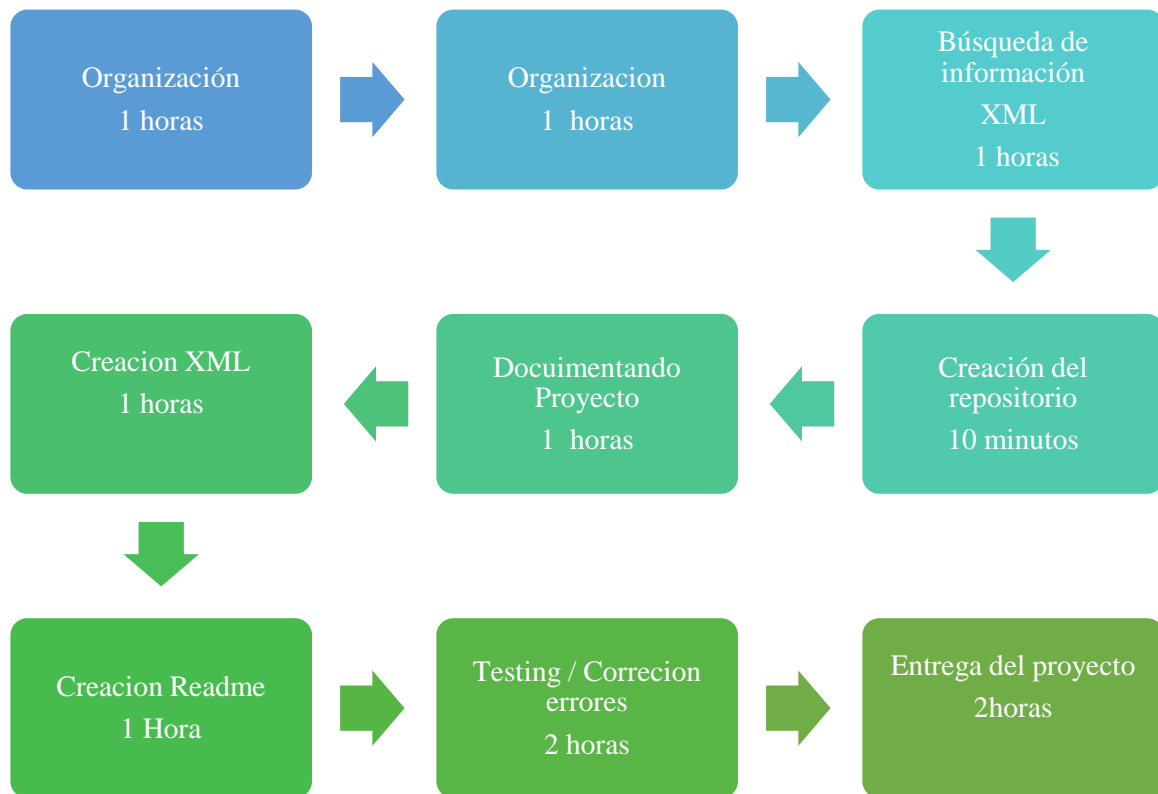 Organización
1 horas
Organizacion
1 horas
Búsqueda de
información
XML
1 horas
Creación del
repositorio
10 minutos
Docuimentando
Proyecto
1 horas
Creacion XML
1 horas
Creacion Readme
1 Hora
Testing / Correcion
errores
2 horas
Entrega del proyecto
2horas